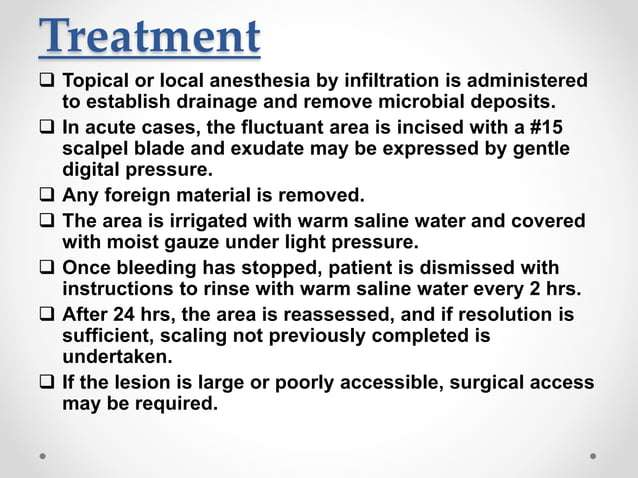 Treatment
❑ Topical or local anesthesia by infiltration is administered
to establish drainage and remove microbial deposits.
❑ In acute cases, the fluctuant area is incised with a #15
scalpel blade and exudate may be expressed by gentle
digital pressure.
❑ Any foreign material is removed.
❑ The area is irrigated with warm saline water and covered
with moist gauze under light pressure.
❑ Once bleeding has stopped, patient is dismissed with
instructions to rinse with warm saline water every 2 hrs.
❑ After 24 hrs, the area is reassessed, and if resolution is
sufficient, scaling not previously completed is
undertaken.
❑ If the lesion is large or poorly accessible, surgical access
may be required.